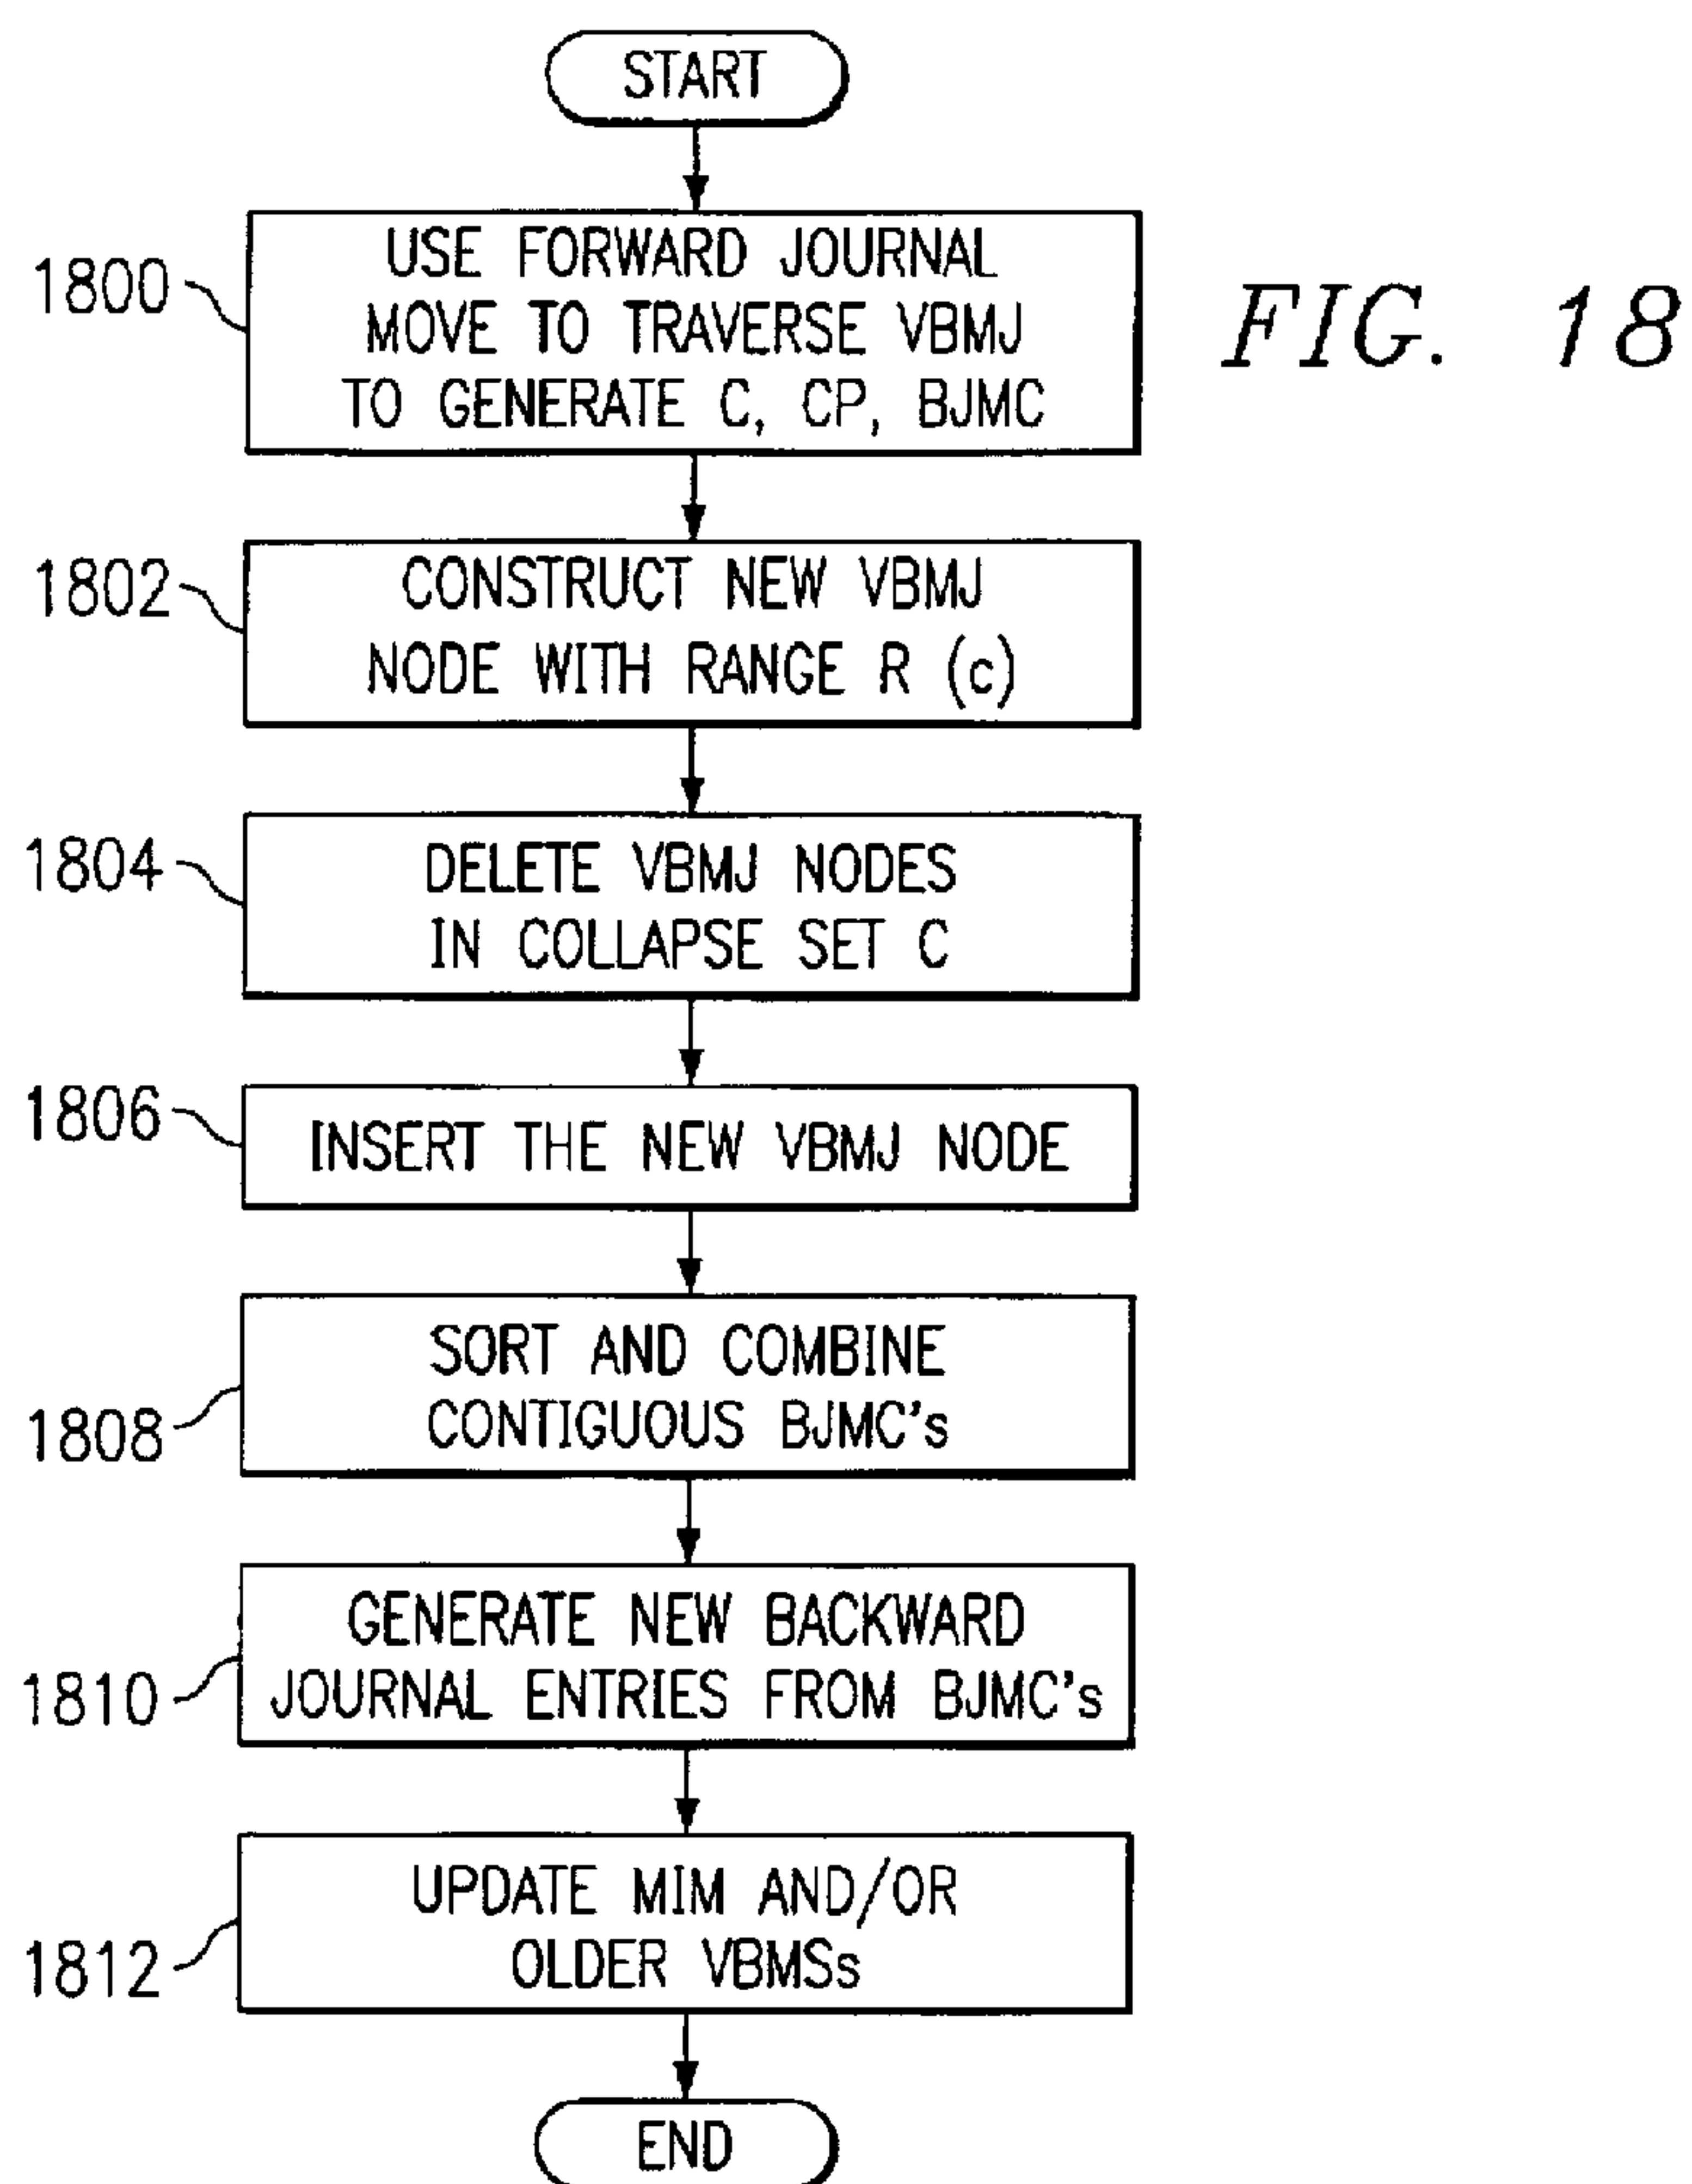 START
1800
USE FORWARD JOURNAL
MOVE TO TRAVERSE VBMJ
TO GENERATE C, CP, BJMC
FIG. 18
1802
CONSTRUCT NEW VBMJ
NODE WITH RANGE R (c)
1804
DELETE VBMJ NODES
IN COLLAPSE SET C
1806
INSERT THE NEW VBMJ NODE
1808
SORT AND COMBINE
CONTIGUOUS BJMC's
1810
GENERATE NEW BACKWARD
JOURNAL ENTRIES FROM BJMC's
1812
UPDATE MIM AND/OR
OLDER VBMSs
END